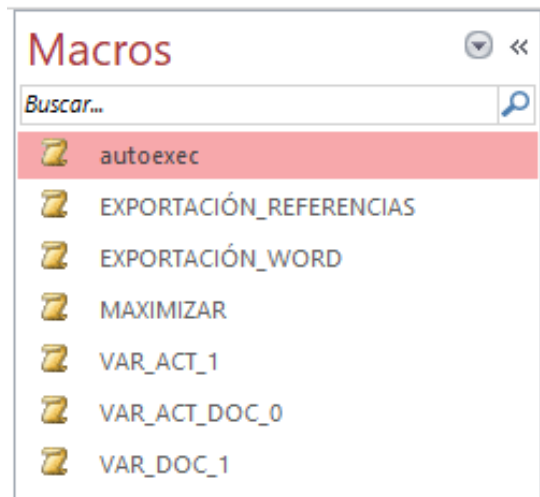 Macros
Buscar...
autoexec
EXPORTACIÓN_REFERENCIAS
EXPORTACIÓN_WORD
MAXIMIZAR
VAR_ACT_1
VAR_ACT_DOC_0
VAR_DOC_1